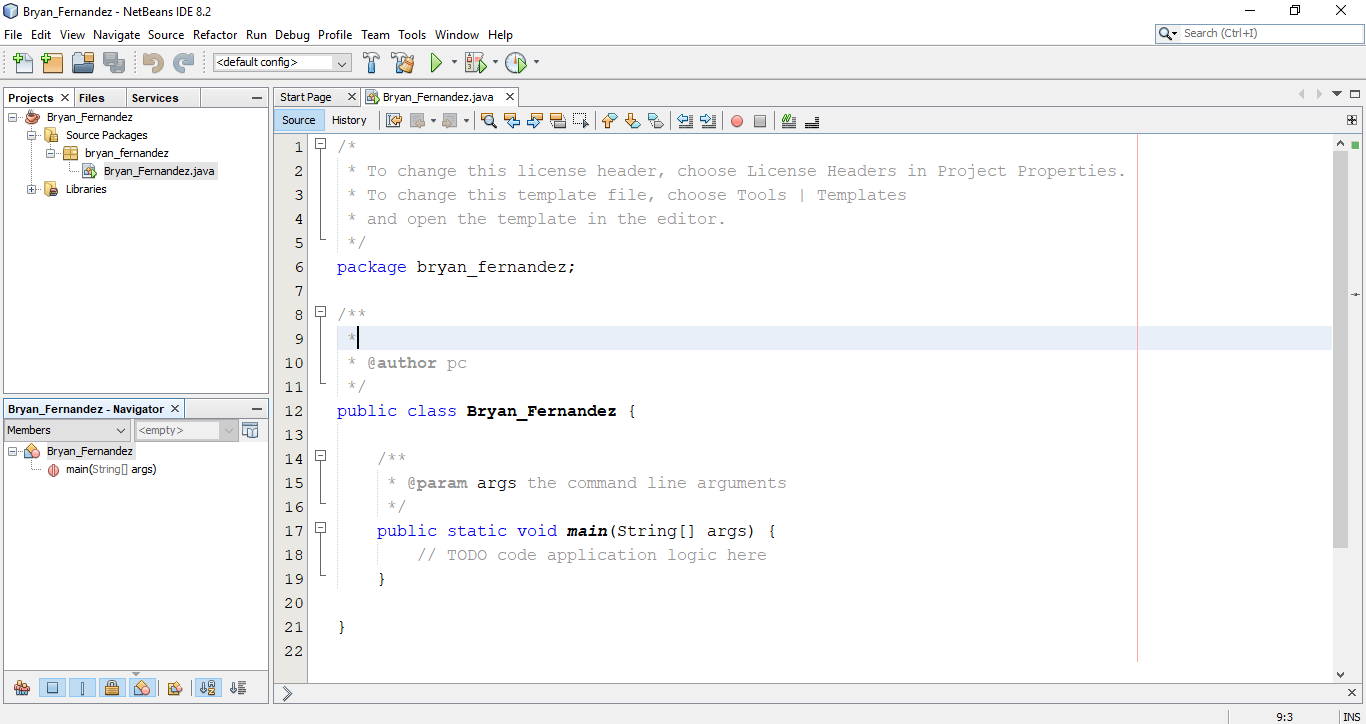 Bryan_Fernandez - NetBeans IDE 8.2
File Edit View Navigate Source Refactor Run Debug Profile Team Tools Window Help
Search (Ctrl+I)
<default config>
Projects Files Services
Bryan_Fernandez
Source Packages
bryan_fernandez
Bryan_Fernandez.java
Libraries
Bryan_Fernandez - Navigator
Members <empty>
Bryan_Fernandez
main(String[] args)
Start Page Bryan_Fernandez.java
Source History
1 /*
2 * To change this license header, choose License Headers in Project Properties.
3 * To change this template file, choose Tools | Templates
4 * and open the template in the editor.
5 */
6 package bryan_fernandez;
7
8 /**
9 *
10 * @author pc
11 */
12 public class Bryan_Fernandez {
13
14 /**
15 * @param args the command line arguments
16 */
17 public static void main(String[] args) {
18 // TODO code application logic here
19 }
20
21 }
22
9:3 INS